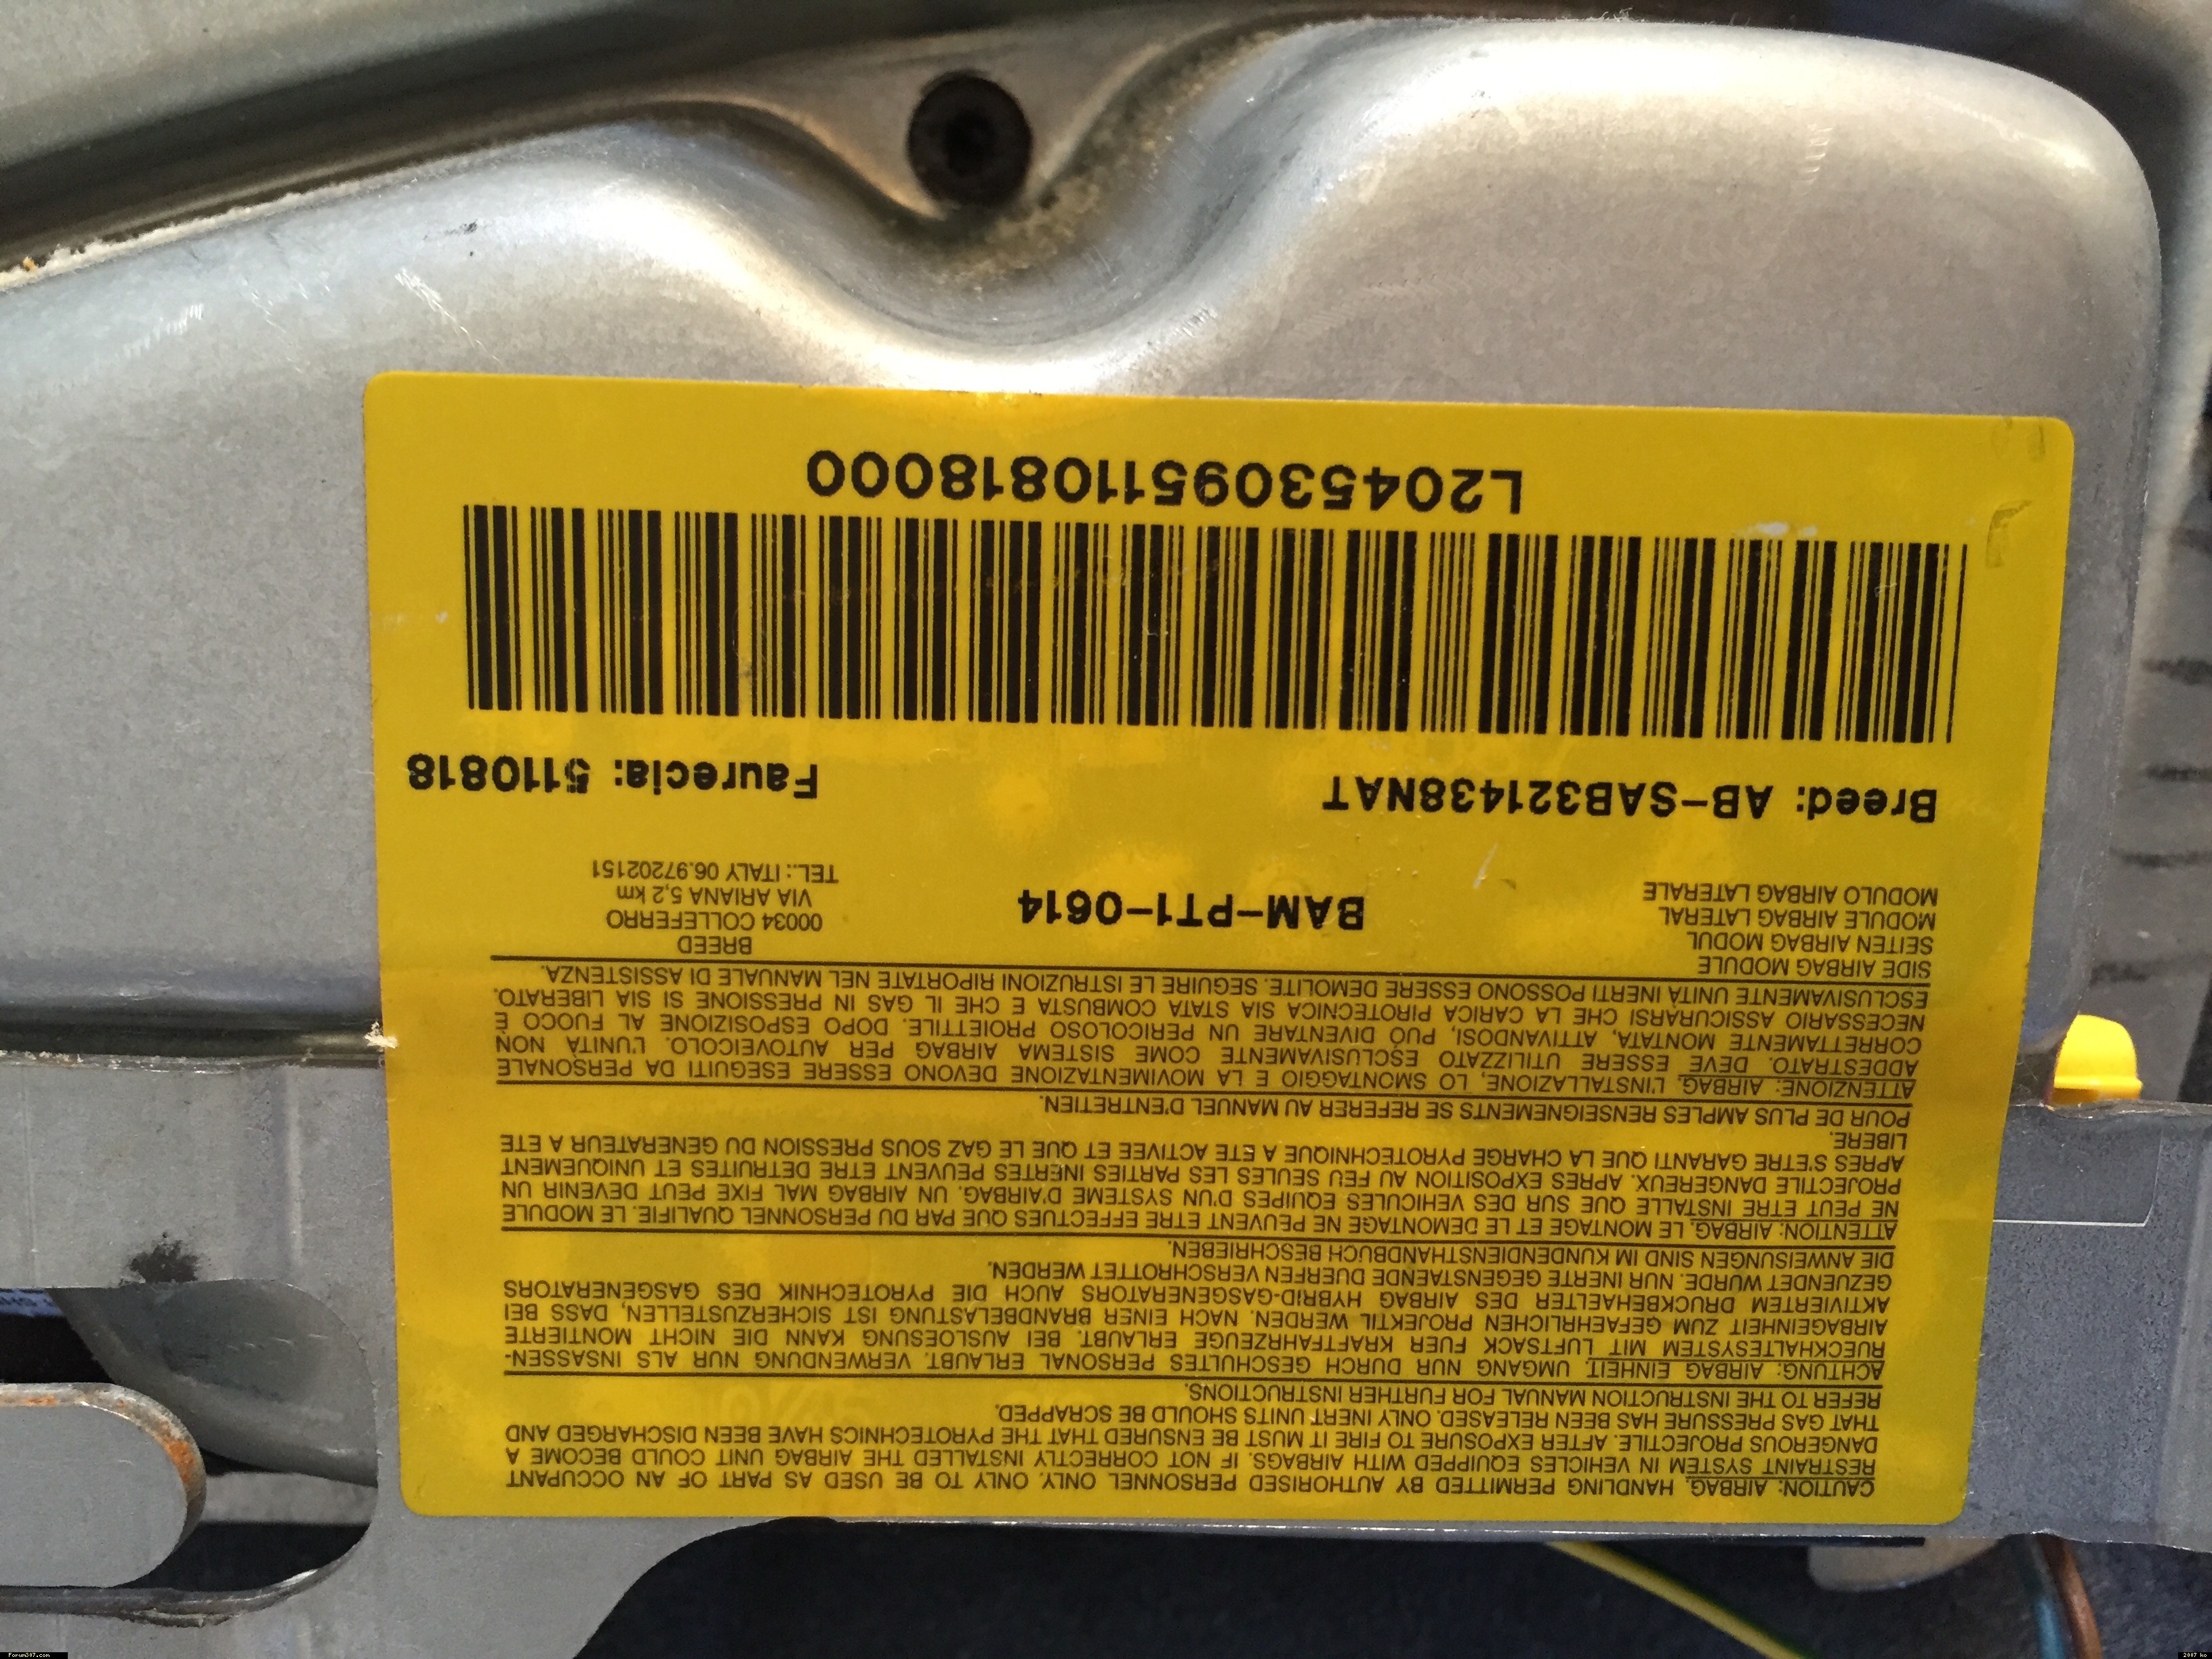 CAUTION: AIRBAG, HANDLING PERMITTED BY AUTHORISED PERSONNEL ONLY. ONLY TO BE USED AS PART OF AN OCCUPANT
RESTRAINT SYSTEM IN VEHICLES EQUIPPED WITH AIRBAGS. IF NOT CORRECTLY INSTALLED THE AIRBAG UNIT COULD BECOME A
DANGEROUS PROJECTILE. AFTER EXPOSURE TO FIRE IT MUST BE ENSURED THAT THE PYROTECHNICS HAVE BEEN DISCHARGED AND
THAT GAS PRESSURE HAS BEEN RELEASED. ONLY INERT UNITS SHOULD BE SCRAPPED.
REFER TO THE INSTRUCTION MANUAL FOR FURTHER INSTRUCTIONS.
ACHTUNG: AIRBAG EINHEIT, UMGANG NUR DURCH GESCHULTES PERSONAL ERLAUBT. VERWENDUNG NUR ALS INSASSEN-
RUECKHALTESYSTEM MIT LUFTSACK FUER KRAFTFAHRZEUGE ERLAUBT. BEI AUSLOESUNG KANN DIE NICHT MONTIERTE
AIRBAGEINHEIT ZUM GEFAEHRLICHEN PROJEKTIL WERDEN. NACH EINER BRANDBELASTUNG IST SICHERZUSTELLEN, DASS BEI
AKTIVIERTEM DRUCKBEHAELTER DES AIRBAG HYBRID-GASGENERATORS AUCH DIE PYROTECHNIK DES GASGENERATORS
GEZUENDET WURDE. NUR INERTE GEGENSTAENDE DUERFEN VERSCHROTTET WERDEN.
DIE ANWEISUNGEN SIND IM KUNDENDIENSTHANDBUCH BESCHRIEBEN.
ATTENTION: AIRBAG, LE MONTAGE ET LE DEMONTAGE NE PEUVENT ETRE EFFECTUES QUE PAR DU PERSONNEL QUALIFIE. LE MODULE
NE PEUT ETRE INSTALLE QUE SUR DES VEHICULES EQUIPES D'UN SYSTEME D'AIRBAG. UN AIRBAG MAL FIXE PEUT DEVENIR UN
PROJECTILE DANGEREUX. APRES EXPOSITION AU FEU SEULES LES PARTIES INERTES PEUVENT ETRE DETRUITES ET UNIQUEMENT
APRES S'ETRE GARANTI QUE LA CHARGE PYROTECHNIQUE A ETE ACTIVEE ET QUE LE GAZ SOUS PRESSION DU GENERATEUR A ETE
LIBERE.
POUR DE PLUS AMPLES RENSEIGNEMENTS SE REFERER AU MANUEL D'ENTRETIEN.
ATTENZIONE: AIRBAG, L'INSTALLAZIONE, LO SMONTAGGIO E LA MOVIMENTAZIONE DEVONO ESSERE ESEGUITI DA PERSONALE
ADDESTRATO. DEVE ESSERE UTILIZZATO ESCLUSIVAMENTE COME SISTEMA AIRBAG PER AUTOVEICOLO. L'UNITÀ NON
CORRETTAMENTE MONTATA, ATTIVANDOSI, PUÒ DIVENTARE UN PERICOLOSO PROIETTILE. DOPO ESPOSIZIONE AL FUOCO È
NECESSARIO ASSICURARSI CHE LA CARICA PIROTECNICA SIA STATA COMBUSTA E CHE IL GAS IN PRESSIONE SI SIA LIBERATO.
ESCLUSIVAMENTE UNITÀ INERTI POSSONO ESSERE DEMOLITE. SEGUIRE LE ISTRUZIONI RIPORTATE NEL MANUALE DI ASSISTENZA.
SIDE AIRBAG MODULE
SEITEN AIRBAG MODUL
MODULE AIRBAG LATERAL
MODULO AIRBAG LATERALE
BAM-PT1-0614
BREED
00034 COLLEFERRO
VIA ARIANA 5,2 km
TEL.: ITALY 06.97202151
Breed: AB-SAB321438NAT
Faurecia: 5110818
L20453095110818000
Forum307.com